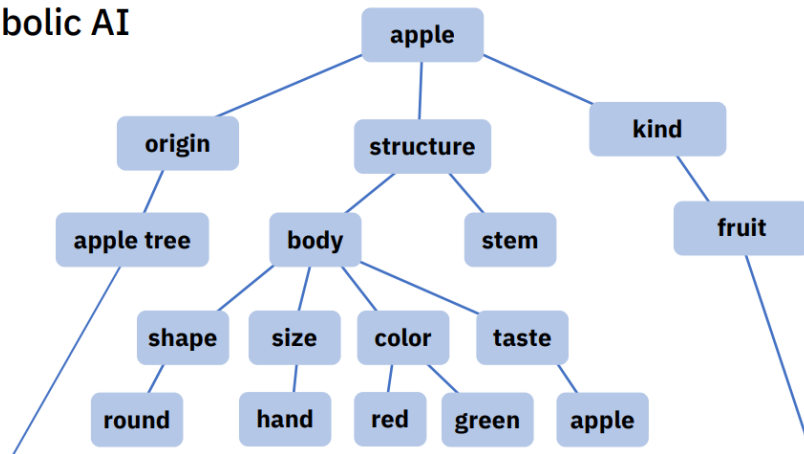 bolic AI
apple
origin
structure
kind
apple tree
body
stem
fruit
shape
size
color
taste
round
hand
red
green
apple